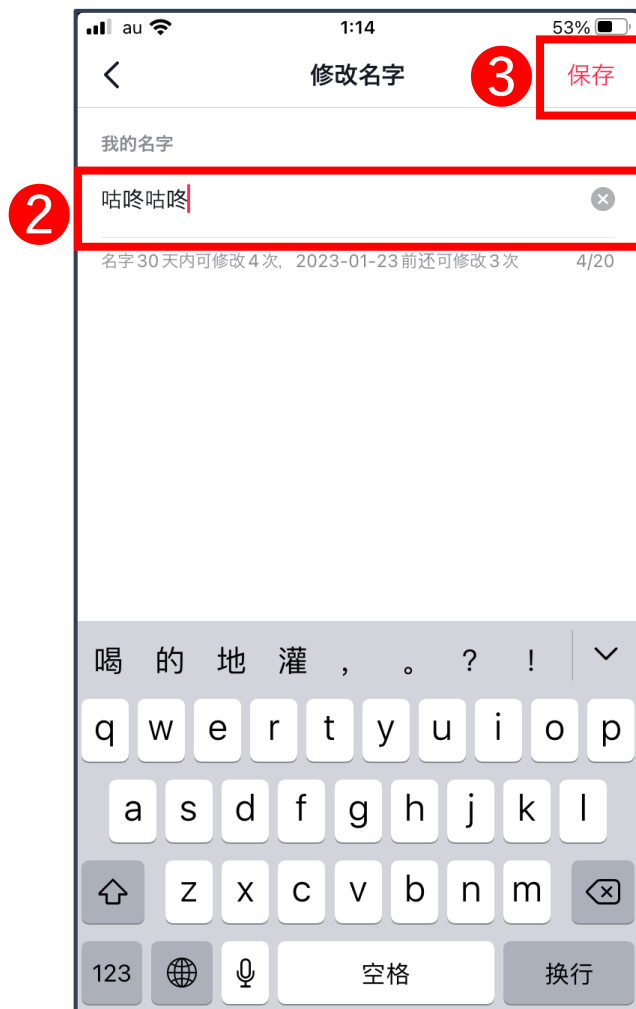 au 1:14 53%
修改名字 3 保存
我的名字
2 咕咚咕咚
名字30天内可修改4次，2023-01-23前还可修改3次 4/20
喝 的 地 灌 ， 。 ？ ！
q w e r t y u i o p
a s d f g h j k l
z x c v b n m
123 空格 换行